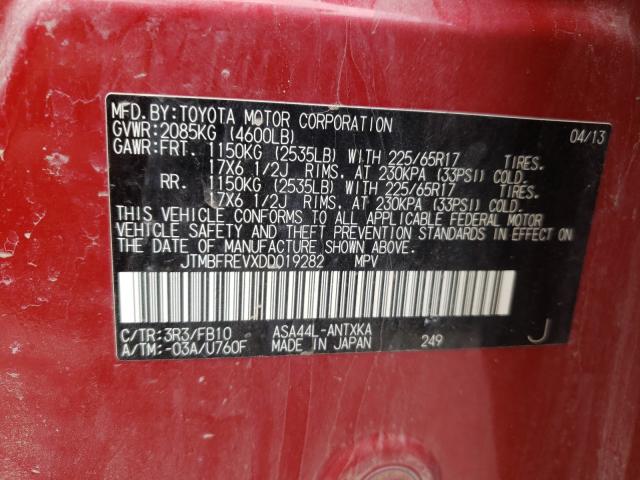 MFD.BY:TOYOTA MOTOR CORPORATION 04/13
GVWR:2085KG (4600LB)
GAWR:FRT. 1150KG (2535LB) WITH 225/65R17 TIRES.
17X6 1/2J RIMS. AT 230KPA (33PSI) COLD.
RR. 1150KG (2535LB) WITH 225/65R17 TIRES.
17X6 1/2J RIMS. AT 230KPA (33PSI) COLD.
THIS VEHICLE CONFORMS TO ALL APPLICABLE FEDERAL MOTOR
VEHICLE SAFETY AND THEFT PREVENTION STANDARDS IN EFFECT ON
THE DATE OF MANUFACTURE SHOWN ABOVE.
JTMBFREVXDD019282 MPV
C/TR:3R3/FB10 ASA44L-ANTXKA
A/TM:-03A/U760F MADE IN JAPAN 249 J